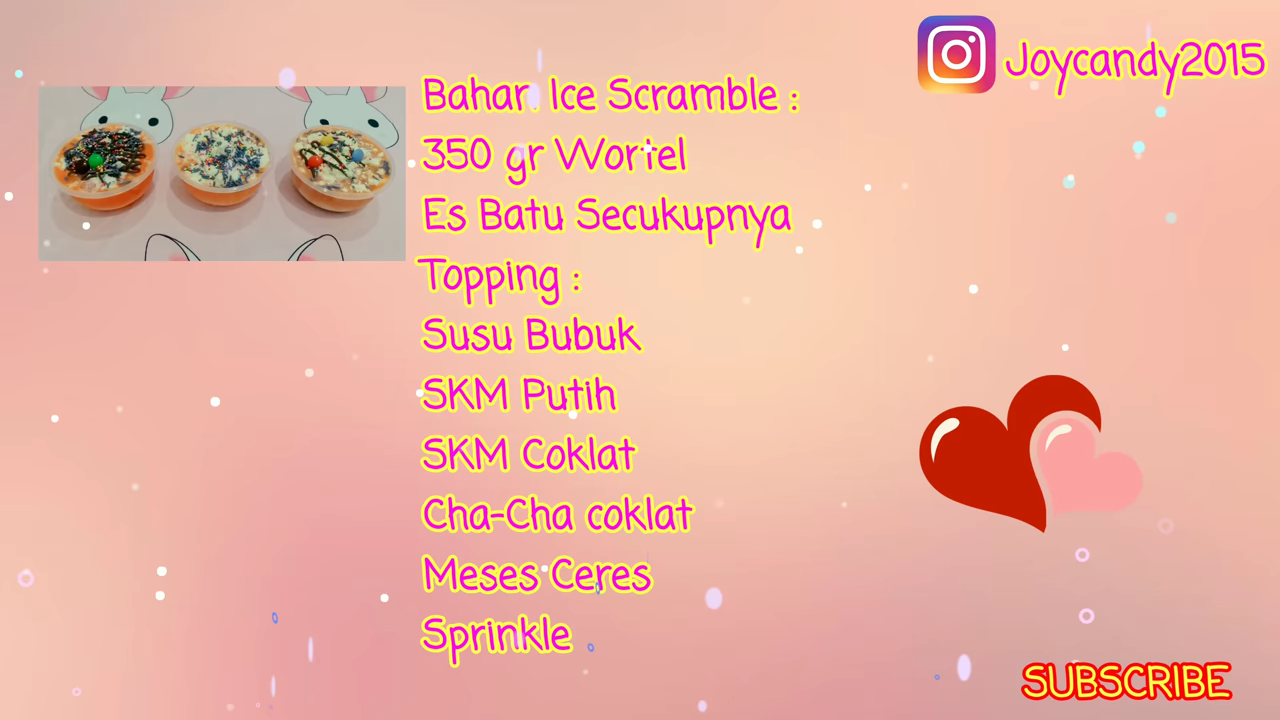 Joycandy2015
Bahan Ice Scramble :
350 gr Wortel
Es Batu Secukupnya
Topping :
Susu Bubuk
SKM Putih
SKM Coklat
Cha-Cha coklat
Meses Ceres
Sprinkle
SUBSCRIBE